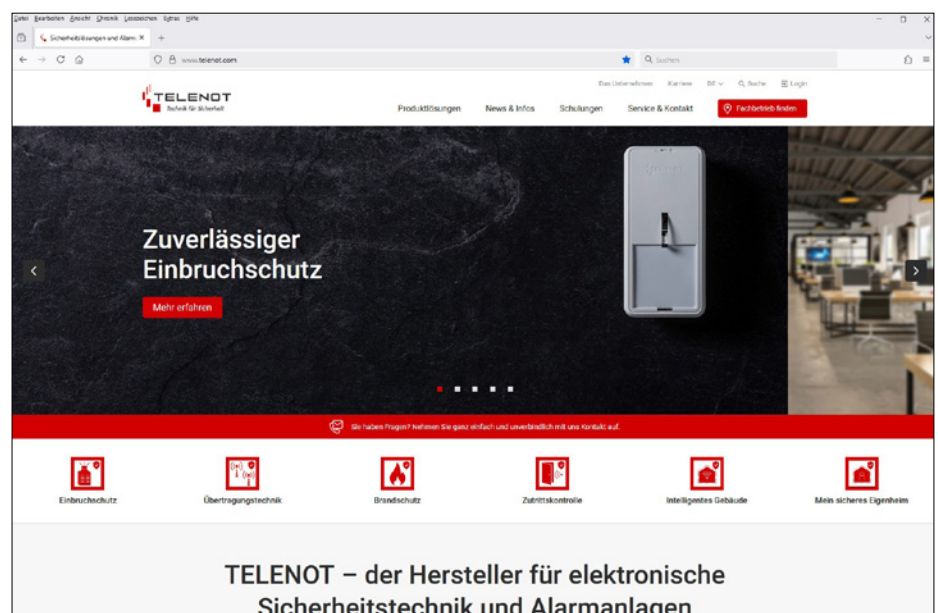 Datei Bearbeiten Ansicht Chronik Lesezeichen Extras Hilfe
Sicherheitslösungen und Alarm
www.telenot.com
Suchen
Das Unternehmen Karriere DE Suche Login
TELENOT
Technik für Sicherheit
Produktlösungen News & Infos Schulungen Service & Kontakt Fachbetrieb finden
Zuverlässiger
Einbruchschutz
Mehr erfahren
Sie haben Fragen? Nehmen Sie ganz einfach und unverbindlich mit uns Kontakt auf.
Einbruchschutz Übertragungstechnik Brandschutz Zutrittskontrolle Intelligentes Gebäude Mein sicheres Eigenheim
TELENOT – der Hersteller für elektronische
Sicherheitstechnik und Alarmanlagen